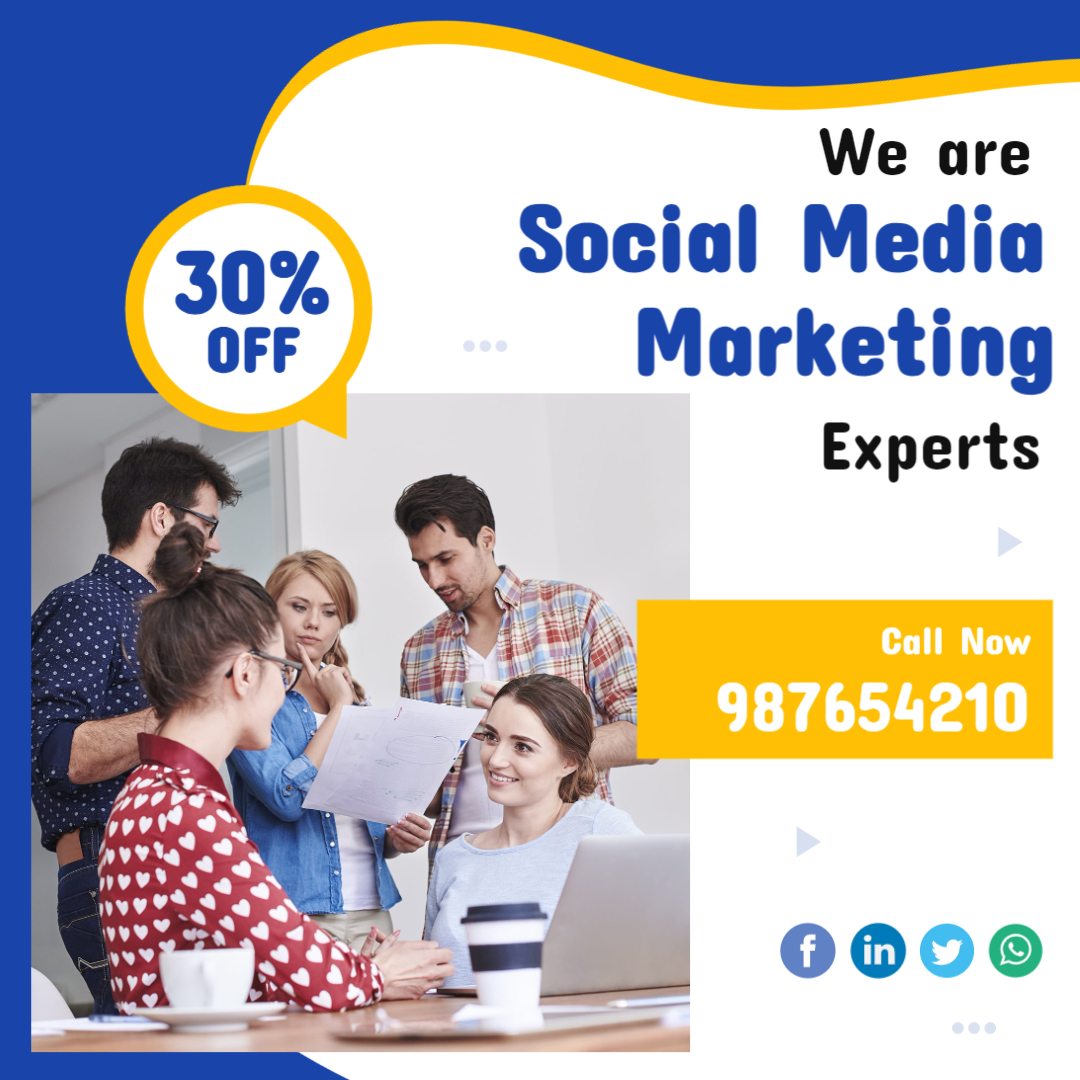 We are
Social Media
Marketing
Experts
30%
OFF
Call Now
987654210